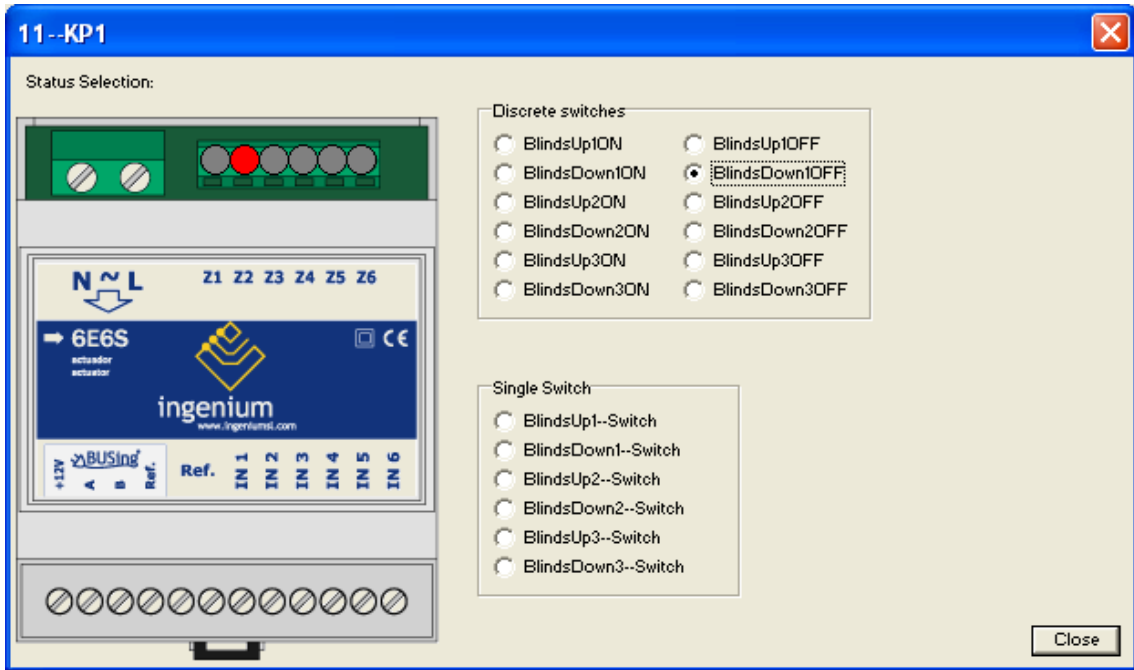 11--KP1
Status Selection:
Discrete switches
BlindsUp1ON
BlindsUp1OFF
BlindsDown1ON
BlindsDown1OFF
BlindsUp2ON
BlindsUp2OFF
BlindsDown2ON
BlindsDown2OFF
BlindsUp3ON
BlindsUp3OFF
BlindsDown3ON
BlindsDown3OFF
N ~ L
Z1 Z2 Z3 Z4 Z5 Z6
6E6S
CE
actuador
actuator
ingenium
www.ingeniumsl.com
+12V
A
B
Ref.
BUSing
Ref.
IN 1
IN 2
IN 3
IN 4
IN 5
IN 6
Single Switch
BlindsUp1--Switch
BlindsDown1--Switch
BlindsUp2--Switch
BlindsDown2--Switch
BlindsUp3--Switch
BlindsDown3--Switch
Close